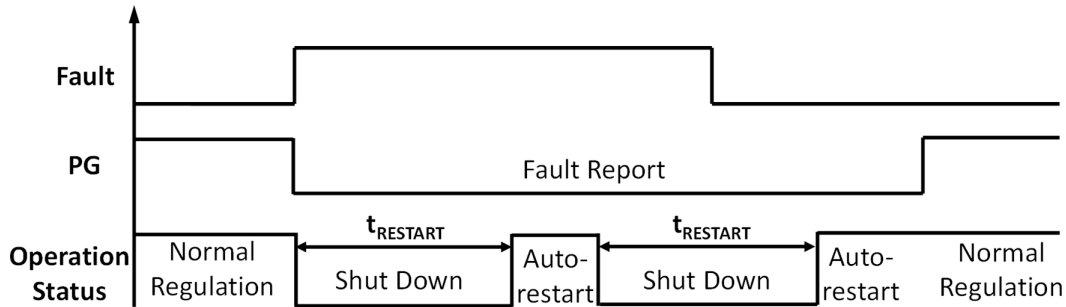 Fault
PG
Fault Report
Operation
Status
Normal
Regulation
tRESTART
Shut Down
Auto-
restart
tRESTART
Shut Down
Auto-
restart
Normal
Regulation